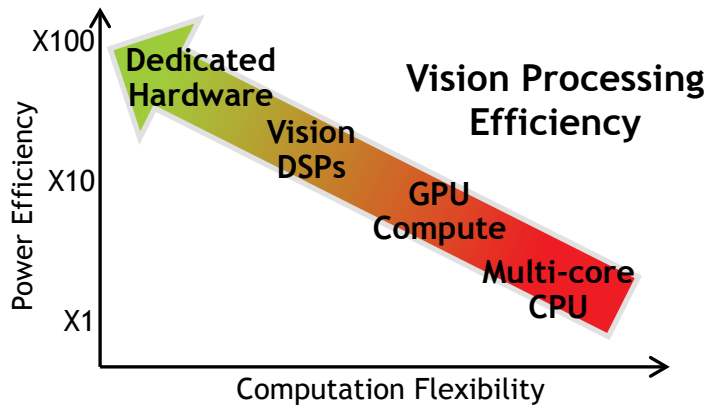 X100
Dedicated
Hardware
Vision Processing
Efficiency
Vision
DSPs
X10
GPU
Compute
Multi-core
CPU
X1
Power Efficiency
Computation Flexibility